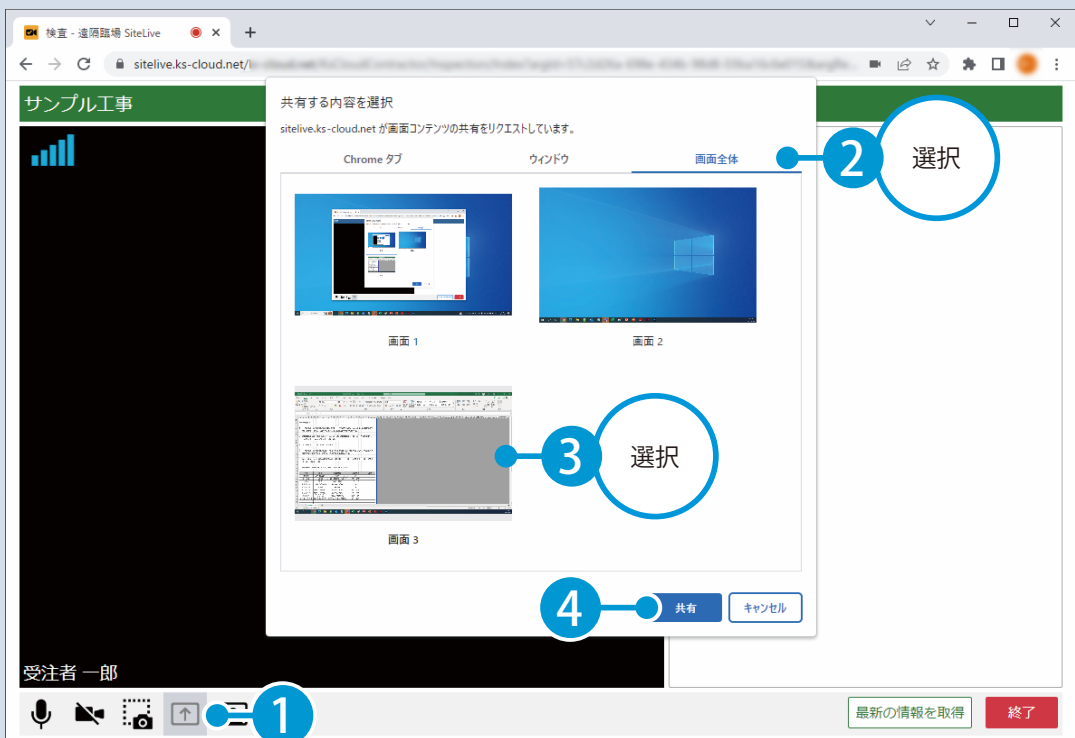 検査 - 遠隔臨場 SiteLive
sitelive.ks-cloud.net/
サンプル工事
共有する内容を選択
sitelive.ks-cloud.net が画面コンテンツの共有をリクエストしています。
Chrome タブ
ウィンドウ
画面全体
2
選択
画面 1
画面 2
3
選択
画面 3
4
共有
キャンセル
受注者 一郎
1
最新の情報を取得
終了